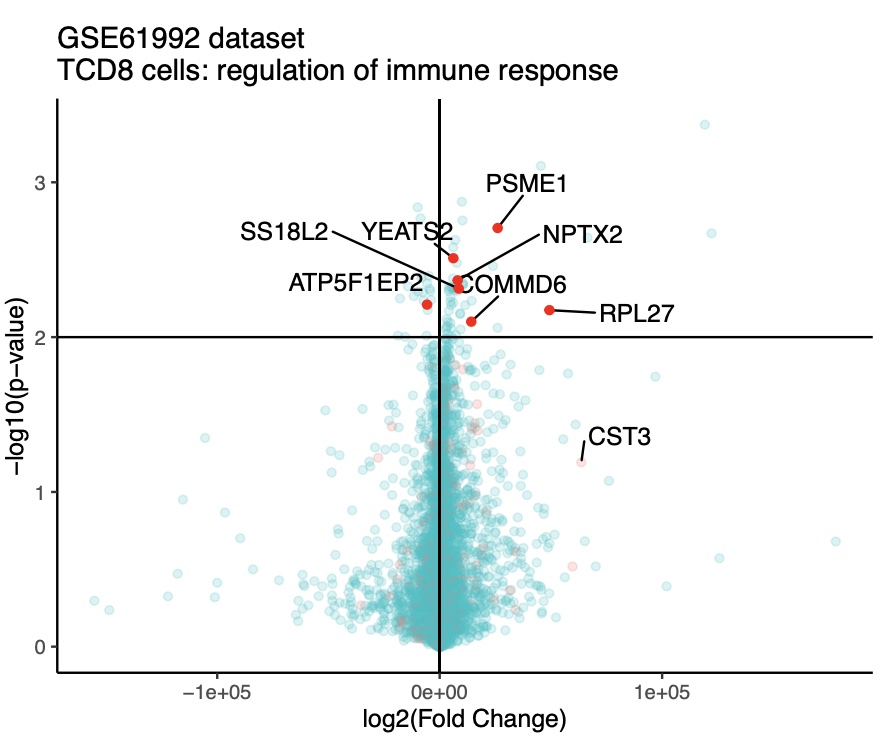 GSE61992 dataset
TCD8 cells: regulation of immune response
3
PSME1
SS18L2
YEATS2
NPTX2
ATP5F1EP2
COMMD6
RPL27
2
CST3
1
0
−log10(p−value)
−1e+05
0e+00
1e+05
log2(Fold Change)